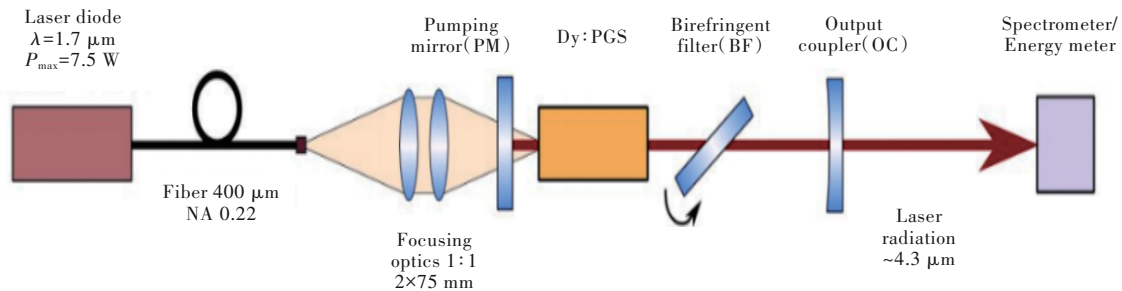 Laser diode
λ=1.7 μm
Pmax=7.5 W
Fiber 400 μm
NA 0.22
Focusing
optics 1∶1
2×75 mm
Pumping
mirror(PM)
Dy∶PGS
Birefringent
filter(BF)
Output
coupler(OC)
Laser
radiation
~4.3 μm
Spectrometer/
Energy meter